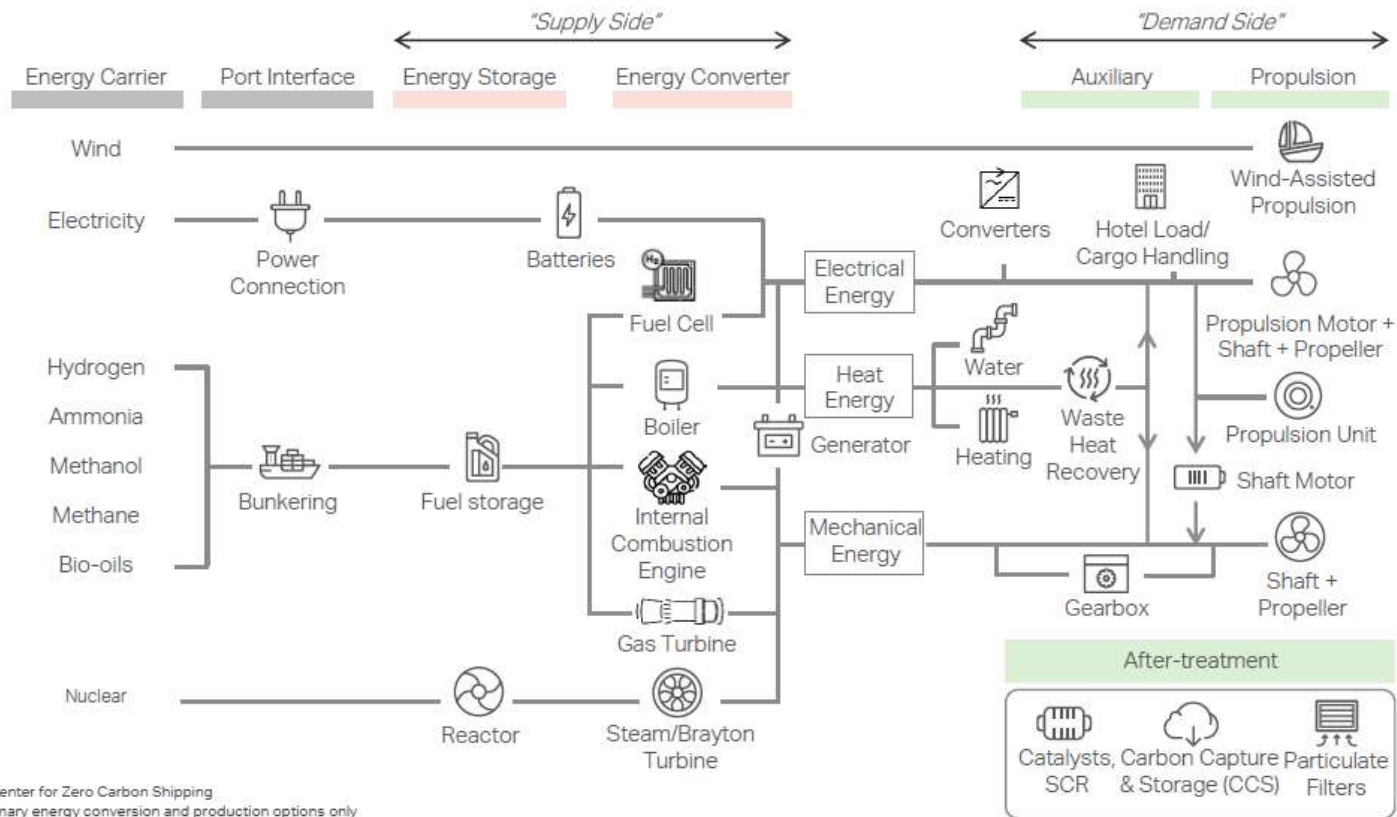 "Supply Side"
"Demand Side"
Energy Carrier
Port Interface
Energy Storage
Energy Converter
Auxiliary
Propulsion
Wind
Wind-Assisted
Propulsion
Electricity
Power
Connection
Batteries
H₂
Fuel Cell
Electrical
Energy
Converters
Hotel Load/
Cargo Handling
Propulsion Motor +
Shaft + Propeller
Hydrogen
Ammonia
Methanol
Methane
Bio-oils
Bunkering
Fuel storage
Boiler
Heat
Energy
Water
Heating
Waste
Heat
Recovery
Propulsion Unit
Generator
Shaft Motor
Internal
Combustion
Engine
Mechanical
Energy
Gearbox
Shaft +
Propeller
Gas Turbine
Nuclear
Reactor
Steam/Brayton
Turbine
After-treatment
Catalysts,
SCR
Carbon Capture
& Storage (CCS)
Particulate
Filters
enter for Zero Carbon Shipping
nary energy conversion and production options only